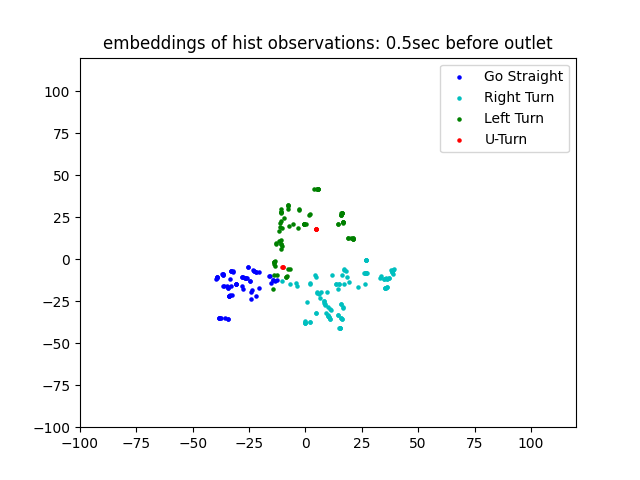 embeddings of hist observations: 0.5sec before outlet
Go Straight
Right Turn
Left Turn
U-Turn
100
75
50
25
0
−25
−50
−75
−100
−100 −75 −50 −25 0 25 50 75 100